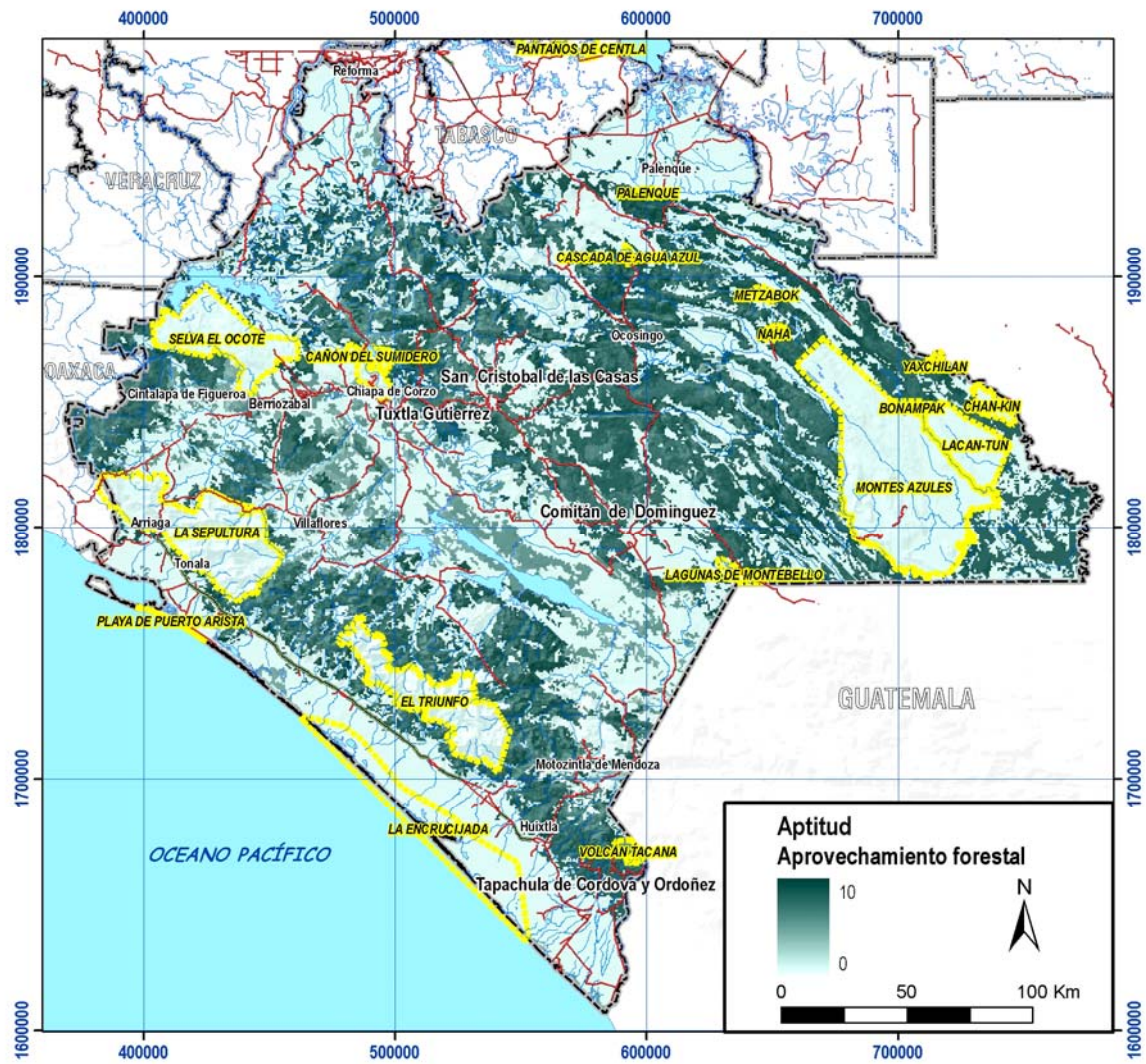 400000
500000
600000
700000
PANTANOS DE CENTLA
Reforma
TABASCO
VERACRUZ
Palenque
PALENQUE
CASCADA DE AGUA AZUL
1900000
1900000
METZABOK
NAHA
Ocosingo
SELVA EL OCOTE
CAÑON DEL SUMIDERO
YAXCHILAN
OAXACA
San Cristobal de las Casas
Cintalapa de Figueroa
Chiapa de Corzo
Berriozabal
Tuxtla Gutierrez
BONAMPAK
CHAN-KIN
LACAN-TUN
MONTES AZULES
Comitán de Dominguez
Arriaga
LA SEPULTURA
Villaflores
1800000
1800000
Tonala
LAGUNAS DE MONTEBELLO
PLAYA DE PUERTO ARISTA
EL TRIUNFO
GUATEMALA
Motozintla de Mendoza
1700000
1700000
LA ENCRUCIJADA
Huixtla
OCEANO PACÍFICO
VOLCAN TACANA
Tapachula de Cordova y Ordoñez
Aptitud
Aprovechamiento forestal
10
0
N
0
50
100 Km
1600000
1600000
400000
500000
600000
700000